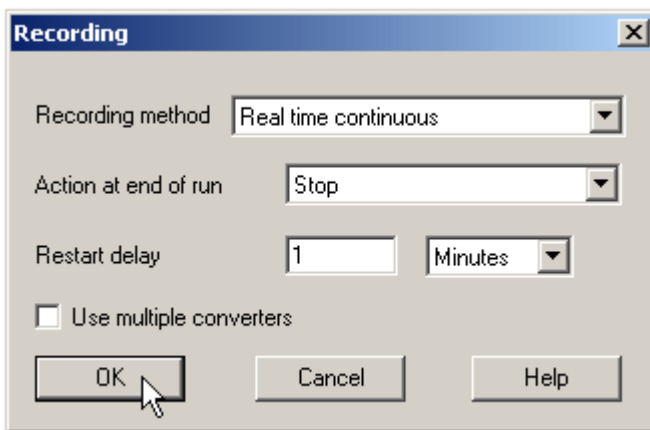 Recording
Recording method Real time continuous
Action at end of run Stop
Restart delay 1 Minutes
Use multiple converters
OK Cancel Help